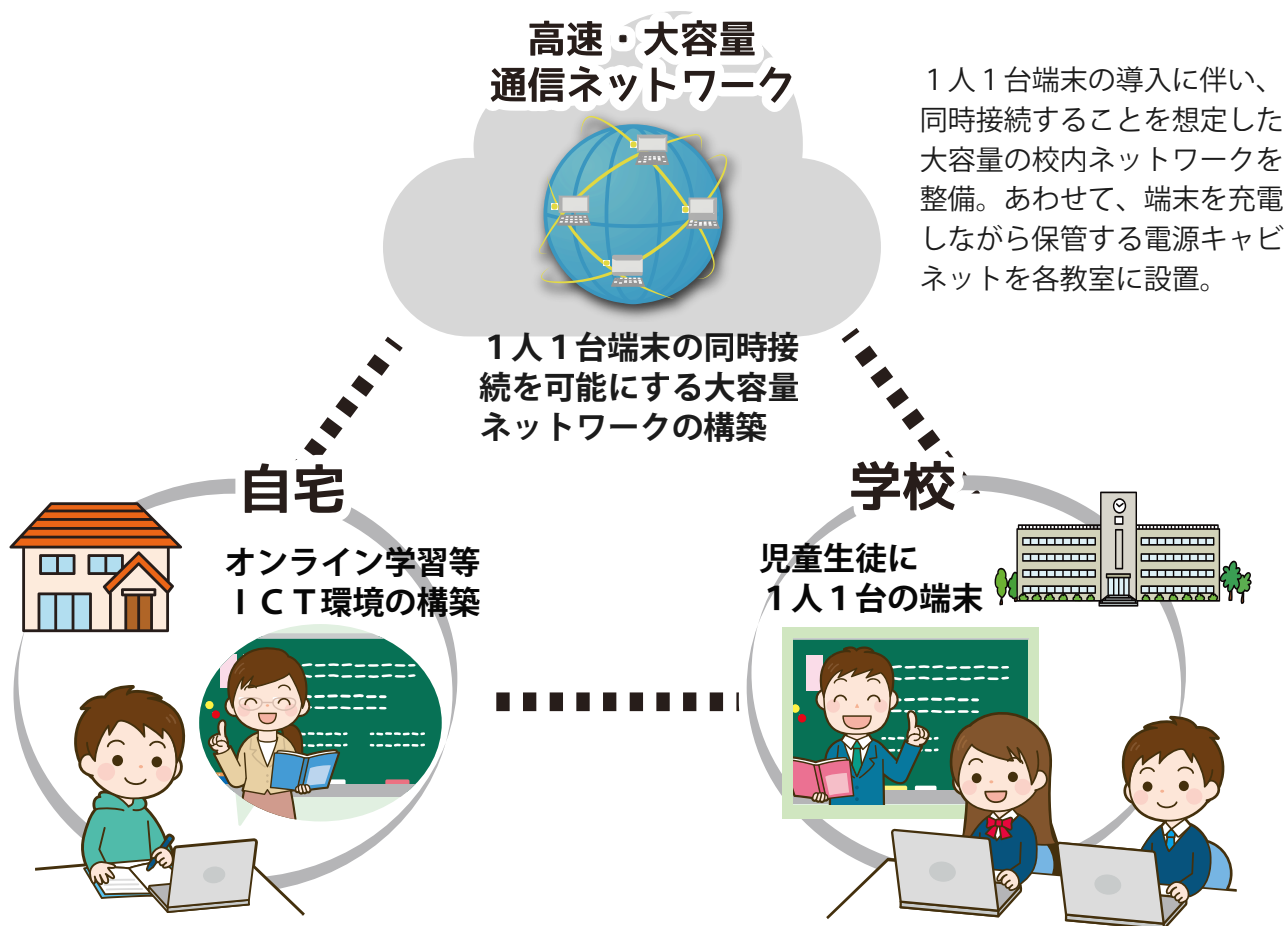 高速・大容量
通信ネットワーク
１人１台端末の導入に伴い、
同時接続することを想定した
大容量の校内ネットワークを
整備。あわせて、端末を充電
しながら保管する電源キャビ
ネットを各教室に設置。
１人１台端末の同時接
続を可能にする大容量
ネットワークの構築
自宅
オンライン学習等
ＩＣＴ環境の構築
学校
児童生徒に
１人１台の端末